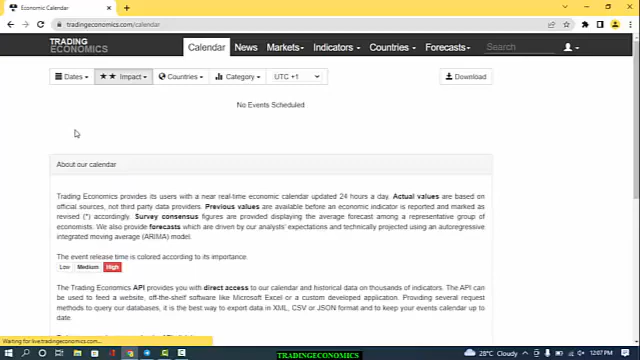 Economic Calendar
tradingeconomics.com/calendar
TRADING
ECONOMICS
Calendar News Markets Indicators Countries Forecasts Search
Dates Impact Countries Category UTC +1 Download
No Events Scheduled
About our calendar
Trading Economics provides its users with a near real-time economic calendar updated 24 hours a day. Actual values are based on
official sources, not third party data providers. Previous values are available before an economic indicator is reported and marked as
revised (*) accordingly. Survey consensus figures are provided displaying the average forecast among a representative group of
economists. We also provide forecasts which are driven by our analysts' expectations and technically projected using an autoregressive
integrated moving average (ARIMA) model.
The event release time is colored according to its importance.
Low Medium High
The Trading Economics API provides you with direct access to our calendar and historical data on thousands of indicators. The API can
be used to feed a website, off-the-shelf software like Microsoft Excel or a custom developed application. Providing several request
methods to query our databases, it is the best way to export data in XML, CSV or JSON format and to keep your events calendar up to
date.
Waiting for live.tradingeconomics.com...
28°C Cloudy 12:07 PM
TRADINGECONOMICS